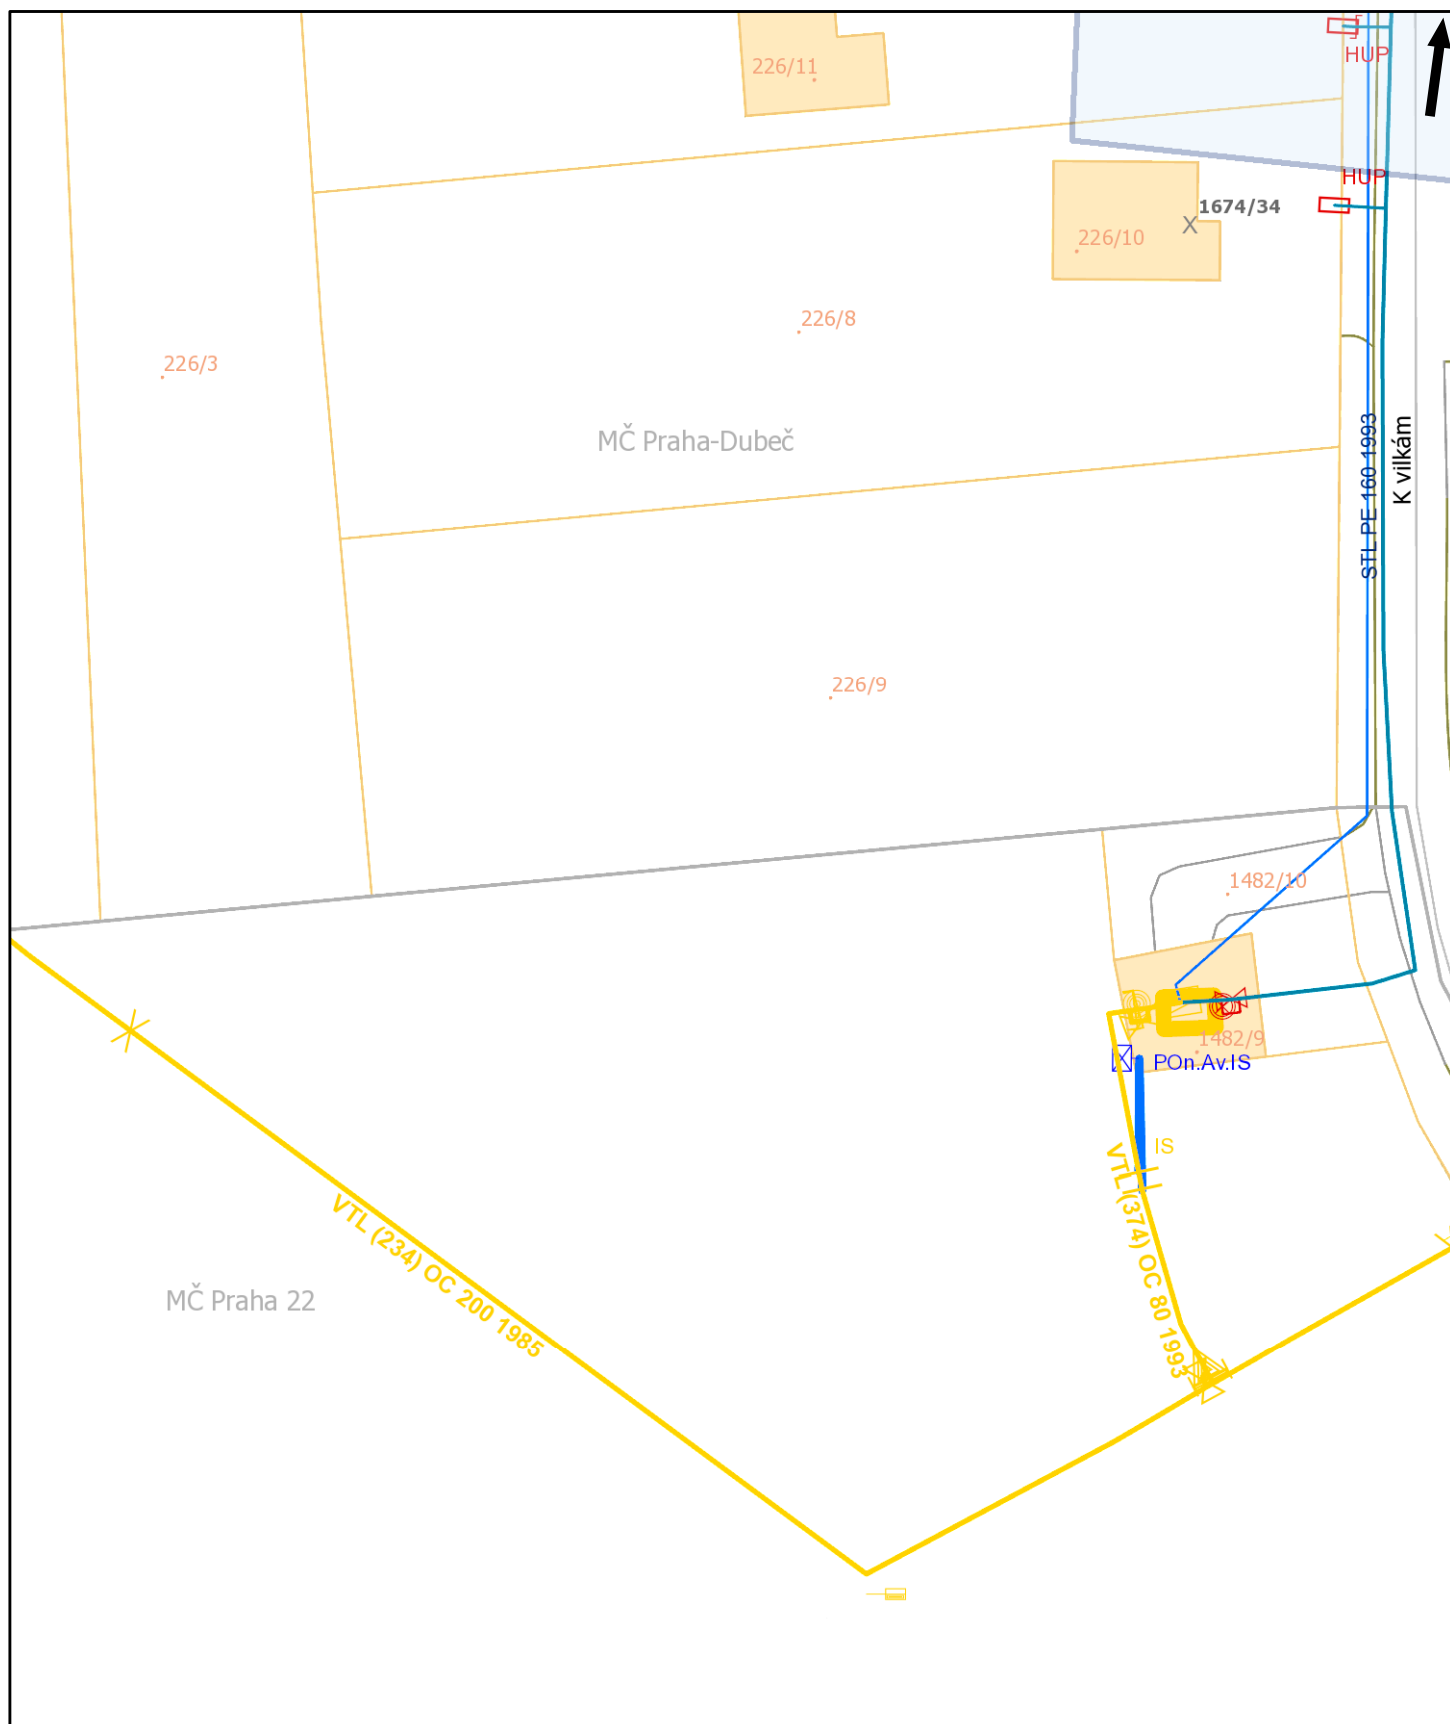 HUP
226/11
HUP
1674/34
226/10
226/8
226/3
MČ Praha-Dubeč
STL PE 160 1993
K vilkám
226/9
1482/10
1482/9
POn.Av.IS
IS
VTL (374) OC 80 1993
VTL (234) OC 200 1985
MČ Praha 22